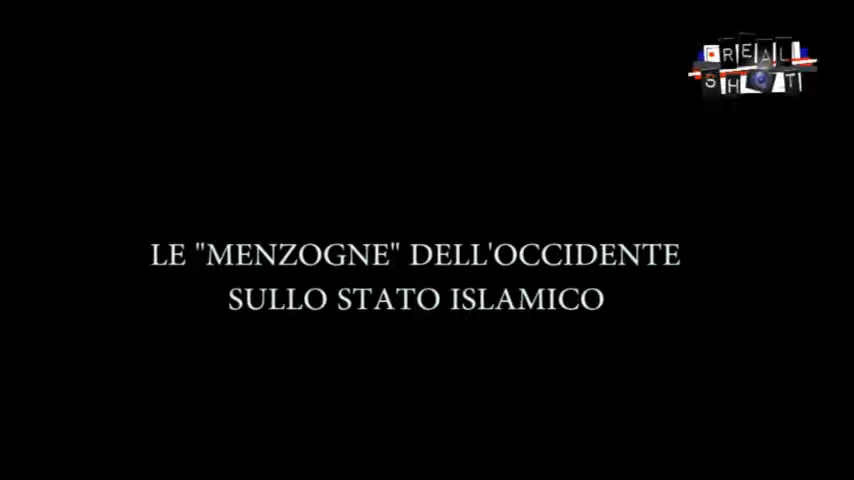 REAL
SHOT
LE "MENZOGNE" DELL'OCCIDENTE
SULLO STATO ISLAMICO